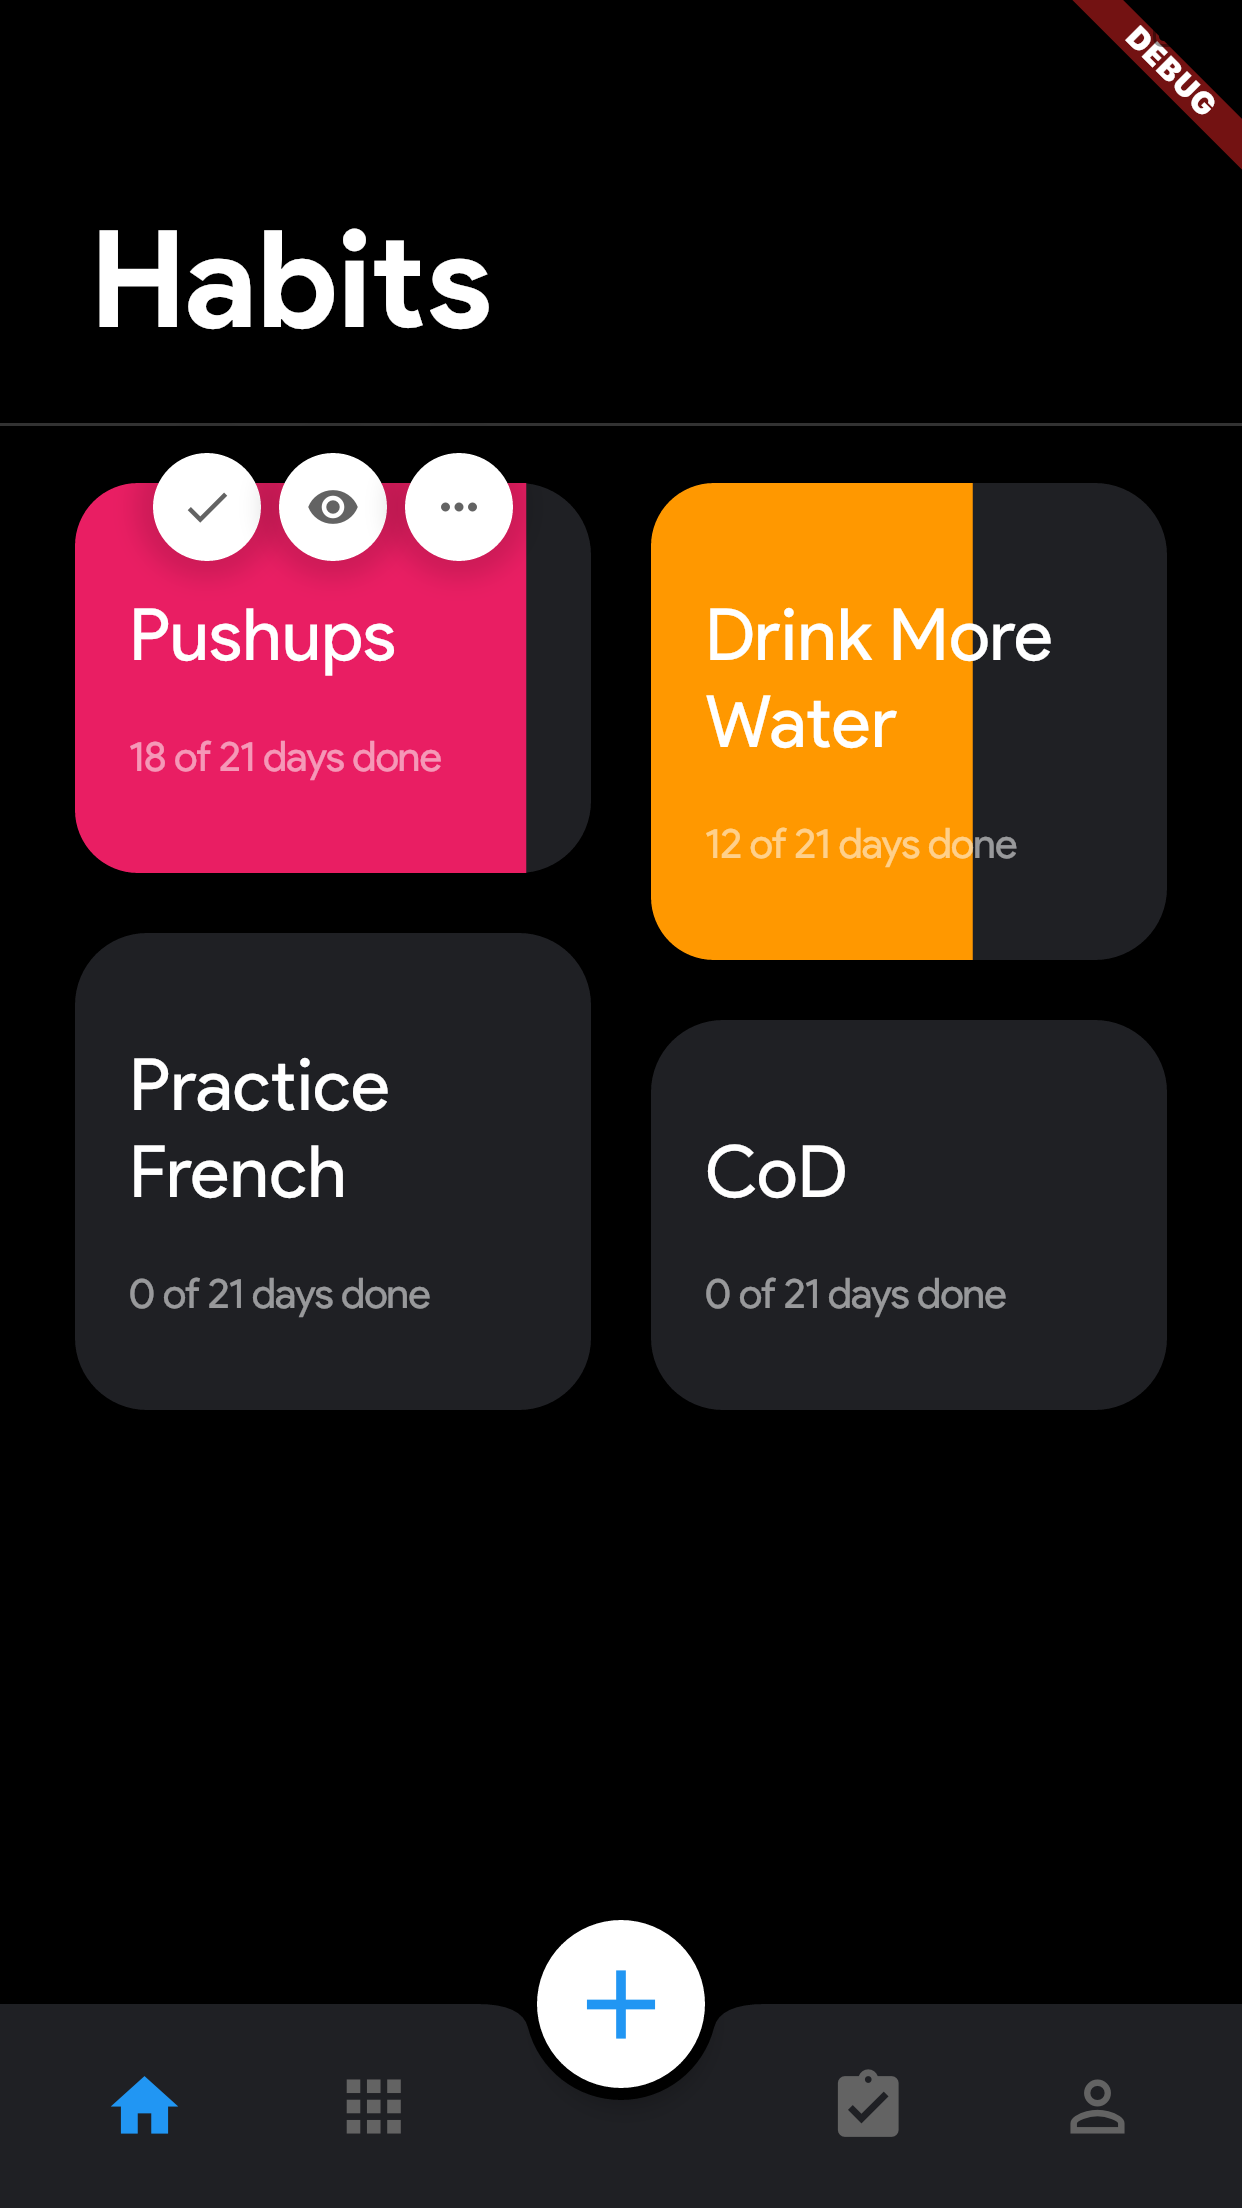 DEBUG
Habits
Pushups
18 of 21 days done
Drink More
Water
12 of 21 days done
Practice
French
0 of 21 days done
CoD
0 of 21 days done